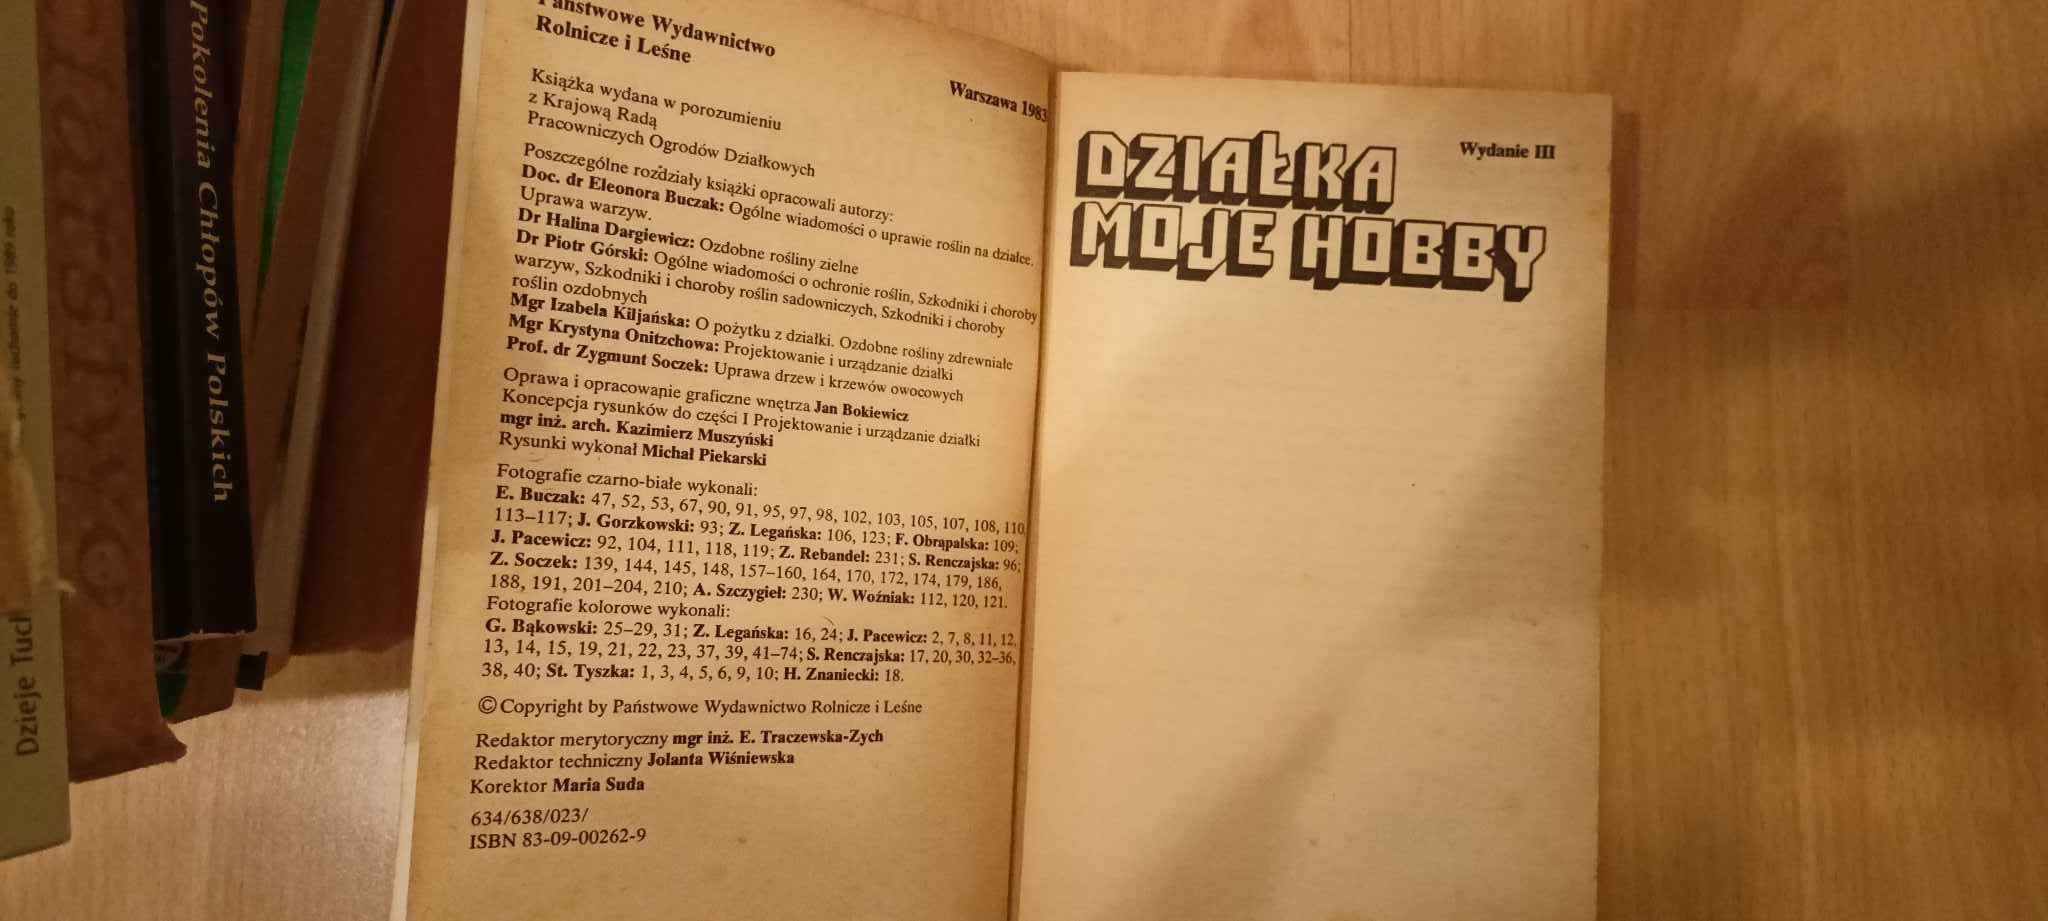 Pokolenia Chłopów Polskich
Dzieje Tuch
Państwowe Wydawnictwo
Rolnicze i Leśne
Warszawa 1983
Książka wydana w porozumieniu
z Krajową Radą
Pracowniczych Ogrodów Działkowych
Poszczególne rozdziały książki opracowali autorzy:
Doc. dr Eleonora Buczak: Ogólne wiadomości o uprawie roślin na działce.
Uprawa warzyw.
Dr Halina Dargiewicz: Ozdobne rośliny zielne
Dr Piotr Górski: Ogólne wiadomości o ochronie roślin, Szkodniki i choroby
warzyw, Szkodniki i choroby roślin sadowniczych, Szkodniki i choroby
roślin ozdobnych
Mgr Izabela Kiljańska: O pożytku z działki. Ozdobne rośliny zdrewniałe
Mgr Krystyna Onitzchowa: Projektowanie i urządzanie działki
Prof. dr Zygmunt Soczek: Uprawa drzew i krzewów owocowych
Oprawa i opracowanie graficzne wnętrza Jan Bokiewicz
Koncepcja rysunków do części I Projektowanie i urządzanie działki
mgr inż. arch. Kazimierz Muszyński
Rysunki wykonał Michał Piekarski
Fotografie czarno-białe wykonali:
E. Buczak: 47, 52, 53, 67, 90, 91, 95, 97, 98, 102, 103, 105, 107, 108, 110,
113–117; J. Gorzkowski: 93; Z. Legańska: 106, 123; F. Obrąpalska: 109;
J. Pacewicz: 92, 104, 111, 118, 119; Z. Rebandel: 231; S. Renczajska: 96;
Z. Soczek: 139, 144, 145, 148, 157–160, 164, 170, 172, 174, 179, 186,
188, 191, 201–204, 210; A. Szczygieł: 230; W. Woźniak: 112, 120, 121.
Fotografie kolorowe wykonali:
G. Bąkowski: 25–29, 31; Z. Legańska: 16, 24; J. Pacewicz: 2, 7, 8, 11, 12,
13, 14, 15, 19, 21, 22, 23, 37, 39, 41–74; S. Renczajska: 17, 20, 30, 32–36,
38, 40; St. Tyszka: 1, 3, 4, 5, 6, 9, 10; H. Znaniecki: 18.
© Copyright by Państwowe Wydawnictwo Rolnicze i Leśne
Redaktor merytoryczny mgr inż. E. Traczewska-Zych
Redaktor techniczny Jolanta Wiśniewska
Korektor Maria Suda
634/638/023/
ISBN 83-09-00262-9
Wydanie III
DZIAŁKA
MOJE HOBBY